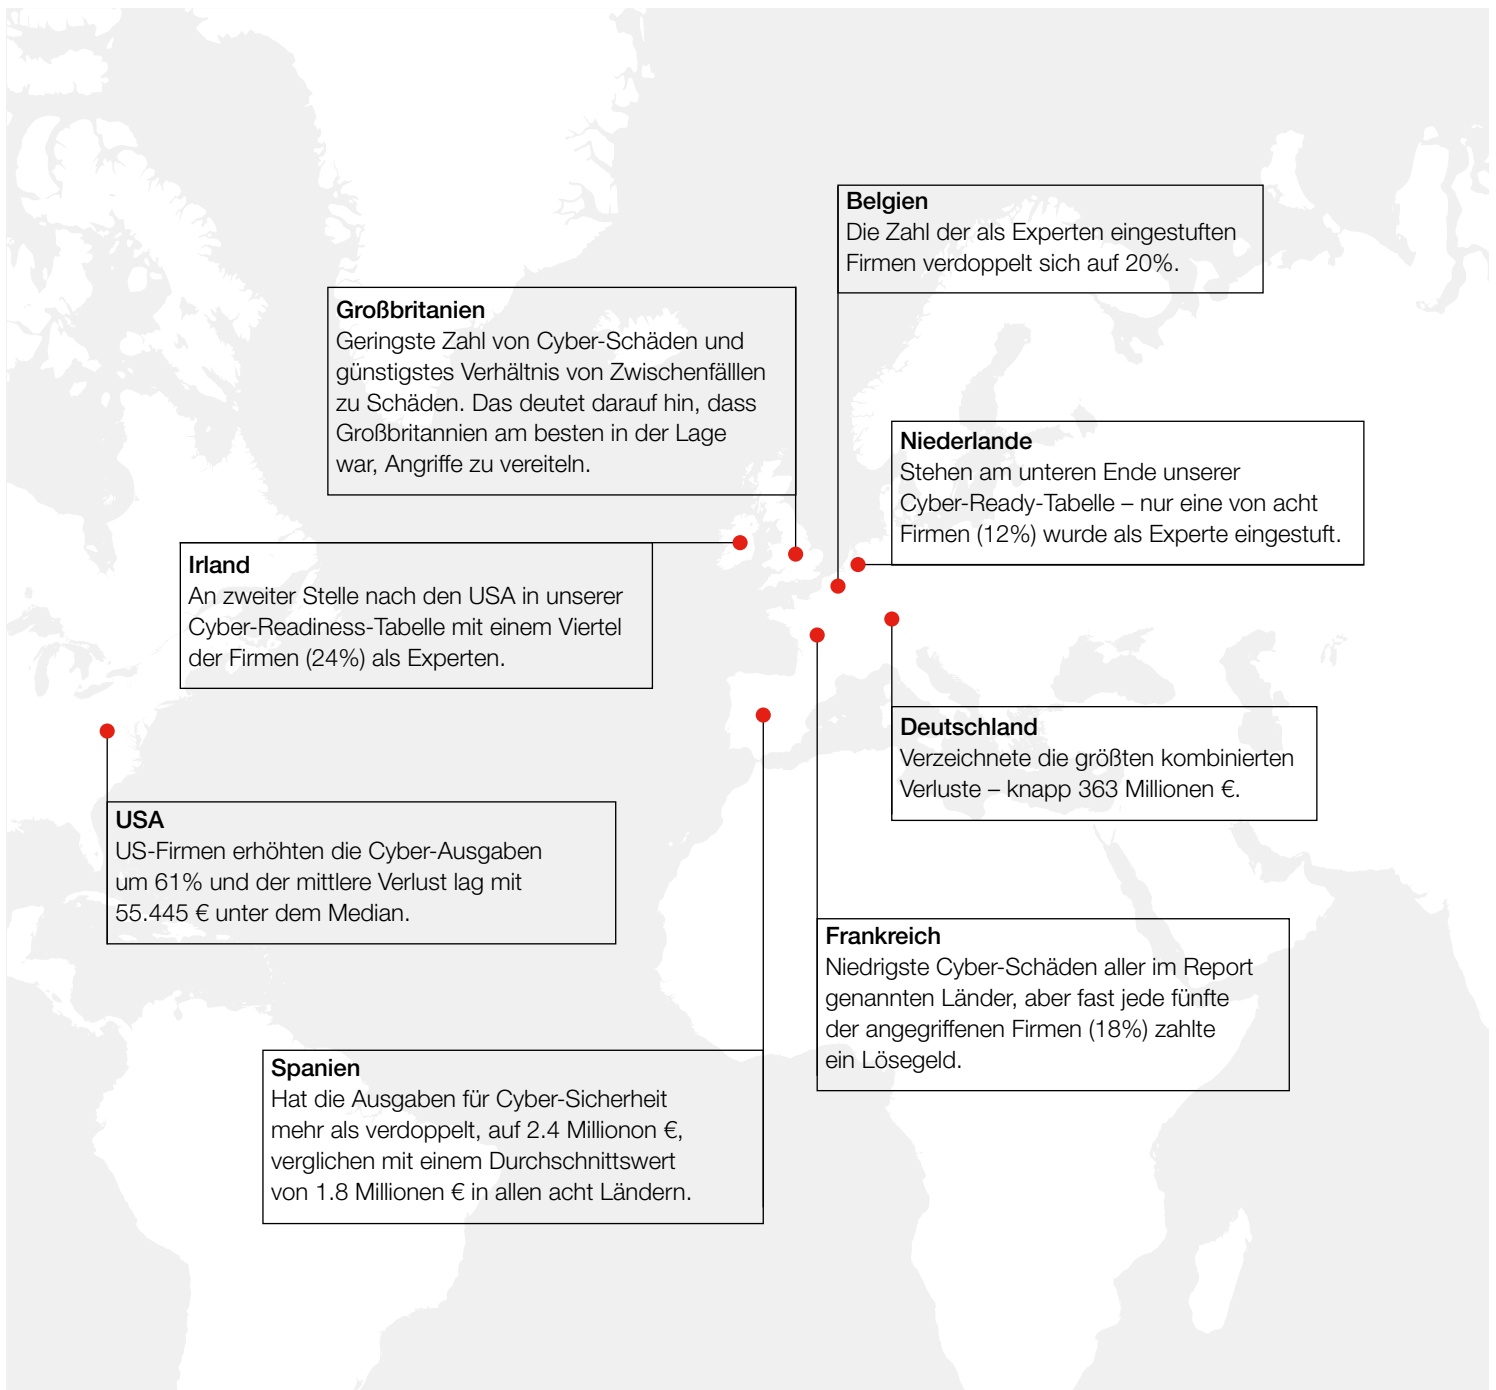 Belgien
Die Zahl der als Experten eingestuften
Firmen verdoppelt sich auf 20%.
Großbritanien
Geringste Zahl von Cyber-Schäden und
günstigstes Verhältnis von Zwischenfälllen
zu Schäden. Das deutet darauf hin, dass
Großbritannien am besten in der Lage
war, Angriffe zu vereiteln.
Niederlande
Stehen am unteren Ende unserer
Cyber-Ready-Tabelle – nur eine von acht
Firmen (12%) wurde als Experte eingestuft.
Irland
An zweiter Stelle nach den USA in unserer
Cyber-Readiness-Tabelle mit einem Viertel
der Firmen (24%) als Experten.
Deutschland
Verzeichnete die größten kombinierten
Verluste – knapp 363 Millionen €.
USA
US-Firmen erhöhten die Cyber-Ausgaben
um 61% und der mittlere Verlust lag mit
55.445 € unter dem Median.
Frankreich
Niedrigste Cyber-Schäden aller im Report
genannten Länder, aber fast jede fünfte
der angegriffenen Firmen (18%) zahlte
ein Lösegeld.
Spanien
Hat die Ausgaben für Cyber-Sicherheit
mehr als verdoppelt, auf 2.4 Millionon €,
verglichen mit einem Durchschnittswert
von 1.8 Millionen € in allen acht Ländern.